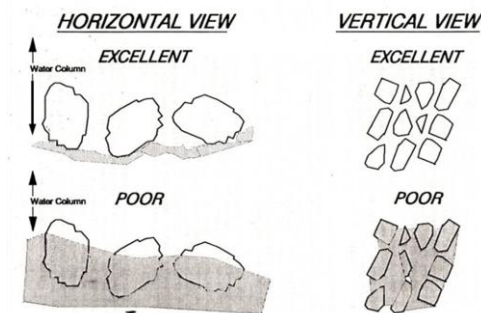 HORIZONTAL VIEW
VERTICAL VIEW
EXCELLENT
EXCELLENT
Water Column
POOR
POOR
Water Column